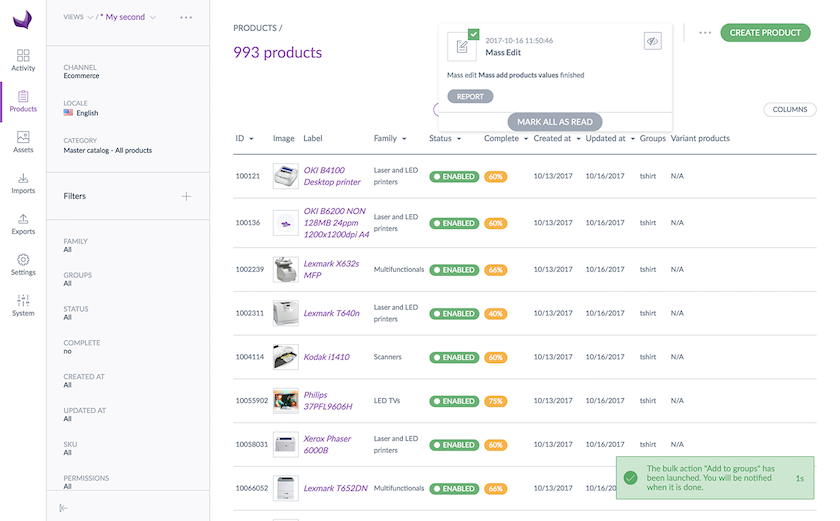 VIEWS / * My second
Activity
Products
Assets
Imports
Exports
Settings
System
CHANNEL
Ecommerce
LOCALE
English
CATEGORY
Master catalog - All products
Filters
FAMILY
All
GROUPS
All
STATUS
All
COMPLETE
no
CREATED AT
All
UPDATED AT
All
SKU
All
PERMISSIONS
All
PRODUCTS /
993 products
2017-10-16 11:50:46
Mass Edit
Mass edit Mass add products values finished
REPORT
MARK ALL AS READ
CREATE PRODUCT
COLUMNS
ID Image Label Family Status Complete Created at Updated at Groups Variant products
100121 OKI B4100 Desktop printer Laser and LED printers ENABLED 60% 10/13/2017 10/16/2017 tshirt N/A
100136 OKI B6200 NON 128MB 24ppm 1200x1200dpi A4 Laser and LED printers ENABLED 60% 10/13/2017 10/16/2017 tshirt N/A
1002239 Lexmark X632s MFP Multifunctionals ENABLED 66% 10/13/2017 10/16/2017 tshirt N/A
1002311 Lexmark T640n Laser and LED printers ENABLED 40% 10/13/2017 10/16/2017 tshirt N/A
1004114 Kodak i1410 Scanners ENABLED 60% 10/13/2017 10/16/2017 tshirt N/A
10055902 Philips 37PFL9606H LED TVs ENABLED 75% 10/13/2017 10/16/2017 tshirt N/A
10058031 Xerox Phaser 6000B Laser and LED printers ENABLED 60% 10/13/2017 10/16/2017 tshirt N/A
10066052 Lexmark T652DN Multifunctionals ENABLED 66% 10/13/2017 10/16/20
The bulk action "Add to groups" has
been launched. You will be notified
when it is done.
1s